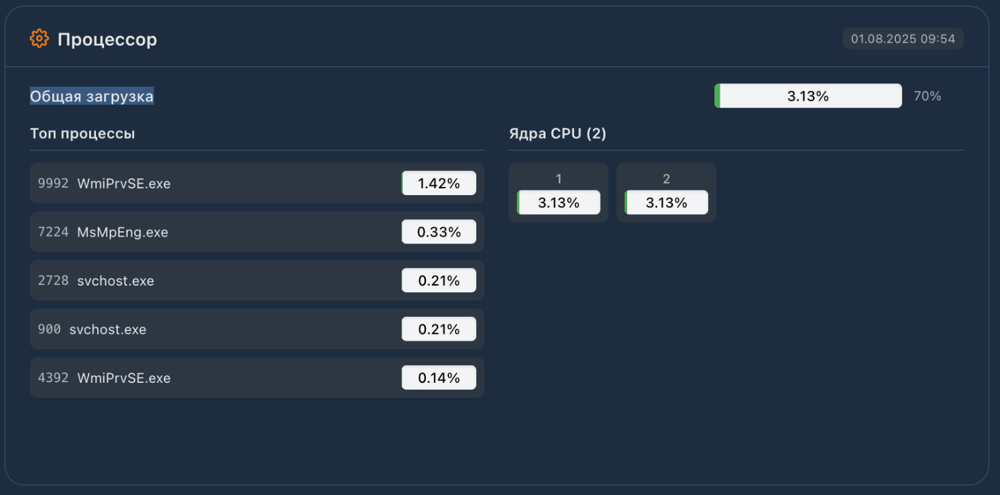 Процессор
01.08.2025 09:54
Общая загрузка
3.13%
70%
Топ процессы
9992 WmiPrvSE.exe
1.42%
7224 MsMpEng.exe
0.33%
2728 svchost.exe
0.21%
900 svchost.exe
0.21%
4392 WmiPrvSE.exe
0.14%
Ядра CPU (2)
1
3.13%
2
3.13%